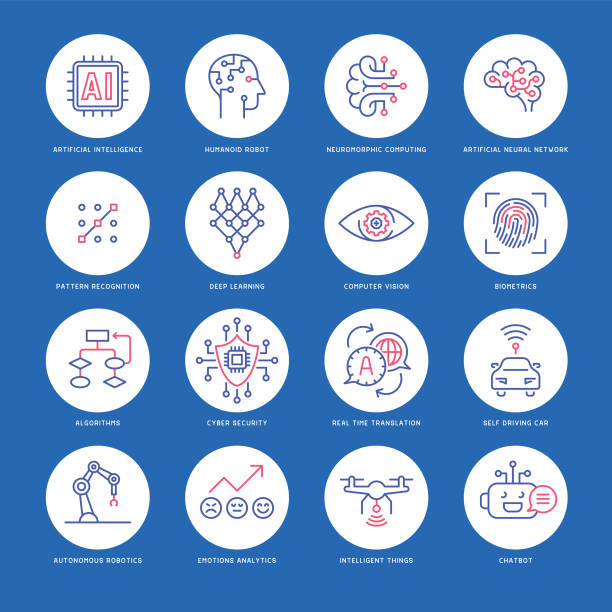 AI
ARTIFICIAL INTELLIGENCE
HUMANOID ROBOT
NEUROMORPHIC COMPUTING
ARTIFICIAL NEURAL NETWORK
PATTERN RECOGNITION
DEEP LEARNING
COMPUTER VISION
BIOMETRICS
A
ALGORITHMS
CYBER SECURITY
REAL TIME TRANSLATION
SELF DRIVING CAR
AUTONOMOUS ROBOTICS
EMOTIONS ANALYTICS
INTELLIGENT THINGS
CHATBOT